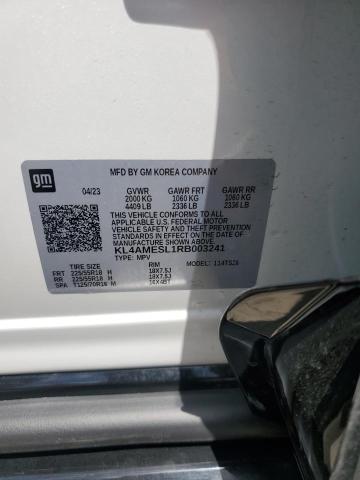 gm
MFD BY GM KOREA COMPANY
04/23 GVWR GAWR FRT GAWR RR
2000 KG 1060 KG 1060 KG
4409 LB 2336 LB 2336 LB
THIS VEHICLE CONFORMS TO ALL
APPLICABLE U.S. FEDERAL MOTOR
VEHICLE SAFETY AND THEFT
PREVENTION STANDARDS IN EFFECT ON
THE DATE OF MANUFACTURE SHOWN ABOVE.
KL4AMESL1RB003241
TYPE: MPV MODEL:
TIRE SIZE RIM
FRT 225/55R18 H 18X7.5J
RR 225/55R18 H 18X7.5J
SPA T125/70R16 M 16X4BT